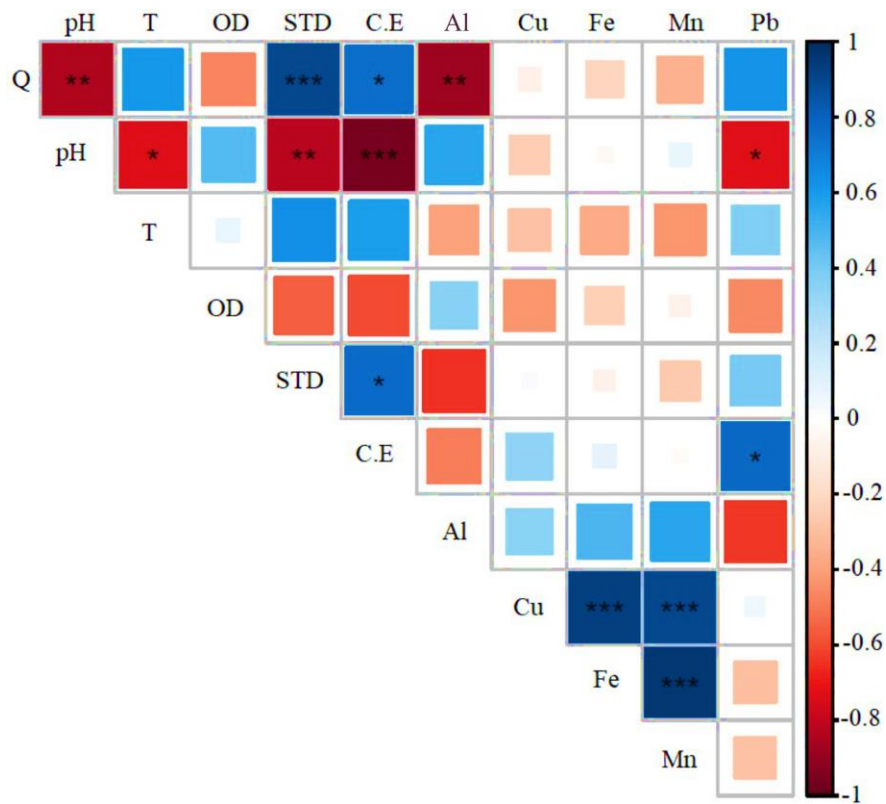 pH T OD STD C.E Al Cu Fe Mn Pb
Q ** *** * ** 
pH * ** *** *
T
OD
STD *
C.E *
Al
Cu *** ***
Fe ***
Mn
1
0.8
0.6
0.4
0.2
0
-0.2
-0.4
-0.6
-0.8
-1